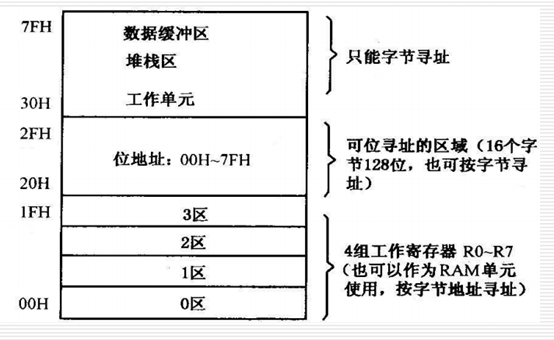 7FH
数据缓冲区
堆栈区
只能字节寻址
工作单元
30H
2FH
位地址：00H~7FH
可位寻址的区域（16个字
节128位，也可按字节寻
址）
20H
1FH
3区
2区
1区
0区
00H
4组工作寄存器 R0~R7
（也可以作为RAM单元
使用，按字节地址寻址）